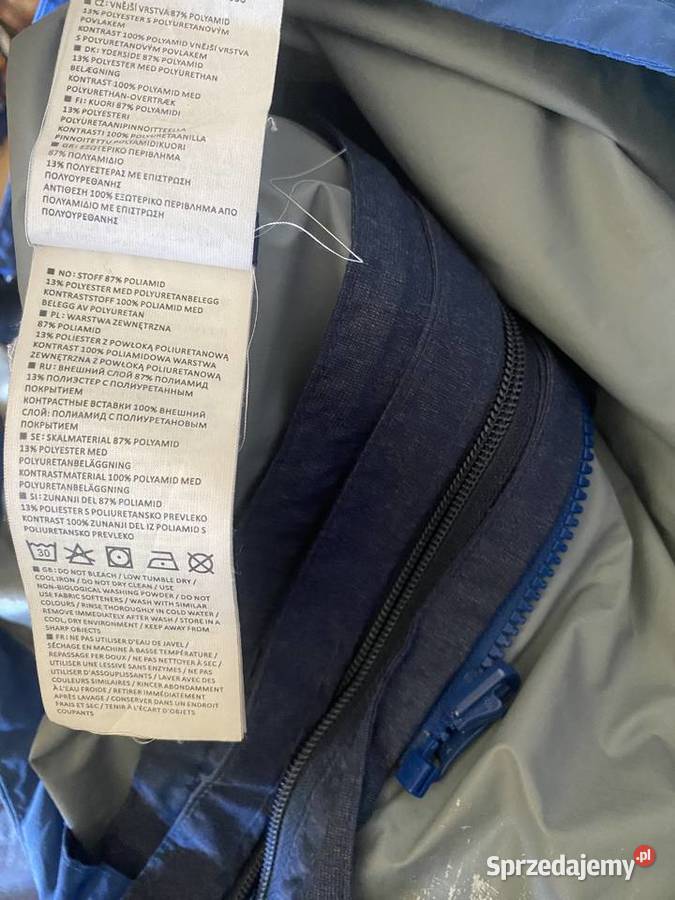 ■ CZ: VNĚJŠÍ VRSTVA 87% POLYAMID
13% POLYESTER S POLYURETANOVÝM
POVLAKEM
KONTRAST 100% POLYAMID VNĚJŠÍ VRSTVA
S POLYURETANOVÝM POVLAKEM
■ DK: YDERSIDE 87% POLYAMID
13% POLYESTER MED POLYURETHAN
BELÆGNING
KONTRAST 100% POLYAMID MED
POLYURETHAN-OVERTRÆK
■ FI: KUORI 87% POLYAMIDI
13% POLYESTERI
POLYURETAANIPINNOITTEELLA
KONTRASTI 100% POLYURETAANILLA
PINNOITETTU POLYAMIDIKUORI
■ GR: ΕΞΩΤΕΡΙΚΟ ΠΕΡΙΒΛΗΜΑ
87% ΠΟΛΥΑΜΙΔΙΟ
13% ΠΟΛΥΕΣΤΕΡΑΣ ΜΕ ΕΠΙΣΤΡΩΣΗ
ΠΟΛΥΟΥΡΕΘΑΝΗΣ
ΑΝΤΙΘΕΣΗ 100% ΕΞΩΤΕΡΙΚΟ ΠΕΡΙΒΛΗΜΑ ΑΠΟ
ΠΟΛΥΑΜΙΔΙΟ ΜΕ ΕΠΙΣΤΡΩΣΗ
ΠΟΛΥΟΥΡΕΘΑΝΗΣ
■ NO: STOFF 87% POLIAMID
13% POLYESTER MED POLYURETANBELEGG
KONTRASTSTOFF 100% POLYAMID MED
BELEGG AV POLYURETAN
■ PL: WARSTWA ZEWNĘTRZNA
87% POLIAMID
13% POLIESTER Z POWŁOKĄ POLIURETANOWĄ
KONTRAST 100% POLIAMIDOWA WARSTWA
ZEWNĘTRZNA Z POWŁOKĄ POLIURETANOWĄ
■ RU: ВНЕШНИЙ СЛОЙ 87% ПОЛИАМИД
13% ПОЛИЭСТЕР С ПОЛИУРЕТАНОВЫМ
ПОКРЫТИЕМ
КОНТРАСТНЫЕ ВСТАВКИ 100% ВНЕШНИЙ
СЛОЙ: ПОЛИАМИД С ПОЛИУРЕТАНОВЫМ
ПОКРЫТИЕМ
■ SE: SKALMATERIAL 87% POLYAMID
13% POLYESTER MED
POLYURETANBELÄGGNING
KONTRASTMATERIAL 100% POLYAMID MED
POLYURETANBELÄGGNING
■ SI: ZUNANJI DEL 87% POLIAMID
13% POLIESTER S POLIURETANSKO PREVLEKO
KONTRAST 100% ZUNANJI DEL IZ POLIAMID S
POLIURETANSKO PREVLEKO
30
■ GB: DO NOT BLEACH / LOW TUMBLE DRY /
COOL IRON / DO NOT DRY CLEAN / USE
NON-BIOLOGICAL WASHING POWDER / DO NOT
USE FABRIC SOFTENERS / WASH WITH SIMILAR
COLOURS / RINSE THOROUGHLY IN COLD WATER /
REMOVE IMMEDIATELY AFTER WASH / STORE IN A
COOL, DRY ENVIRONMENT / KEEP AWAY FROM
SHARP OBJECTS
■ FR: NE PAS UTILISER D'EAU DE JAVEL /
SÉCHAGE EN MACHINE À BASSE TEMPÉRATURE /
REPASSAGE FER DOUX / NE PAS NETTOYER À SEC /
UTILISER UNE LESSIVE SANS ENZYMES / NE PAS
UTILISER D'ASSOUPLISSANTS / LAVER AVEC DES
COULEURS SIMILAIRES / RINCER ABONDAMMENT
À L'EAU FROIDE / RETIRER IMMÉDIATEMENT
APRÈS LAVAGE / CONSERVER DANS UN ENDROIT
FRAIS ET SEC / TENIR À L'ÉCART D'OBJETS
COUPANTS
Sprzedajemy.pl